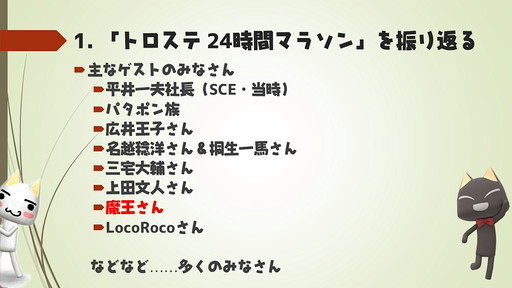 1. 「トロステ 24時間マラソン」を振り返る
主なゲストのみなさん
平井一夫社長（SCE・当時）
パタポン族
広井王子さん
名越稔洋さん＆桐生一馬さん
三宅大輔さん
上田文人さん
魔王さん
LocoRocoさん
などなど……多くのみなさん